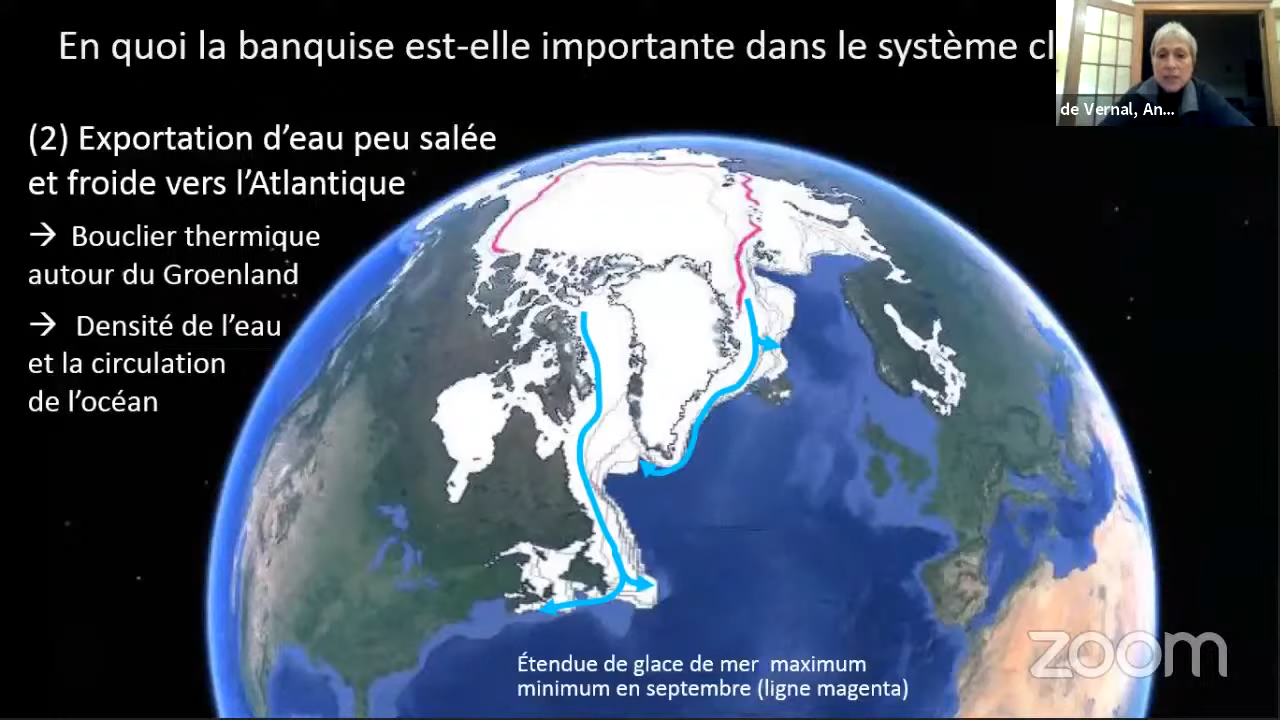 En quoi la banquise est-elle importante dans le système cl
de Vernal, An...
(2) Exportation d’eau peu salée
et froide vers l’Atlantique
→ Bouclier thermique
autour du Groenland
→ Densité de l’eau
et la circulation
de l’océan
Étendue de glace de mer maximum
minimum en septembre (ligne magenta)
zoom